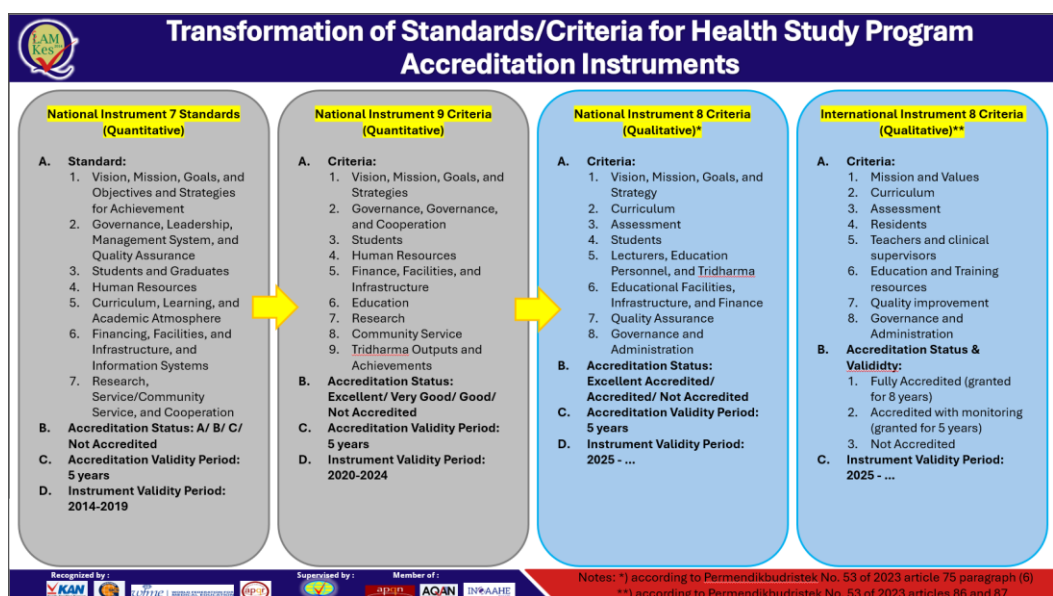 LAM
Kes
Transformation of Standards/Criteria for Health Study Program
Accreditation Instruments
National Instrument 7 Standards
(Quantitative)
A. Standard:
1. Vision, Mission, Goals, and
Objectives and Strategies
for Achievement
2. Governance, Leadership,
Management System, and
Quality Assurance
3. Students and Graduates
4. Human Resources
5. Curriculum, Learning, and
Academic Atmosphere
6. Financing, Facilities, and
Infrastructure, and
Information Systems
7. Research,
Service/Community
Service, and Cooperation
B. Accreditation Status: A/ B/ C/
Not Accredited
C. Accreditation Validity Period:
5 years
D. Instrument Validity Period:
2014-2019
National Instrument 9 Criteria
(Quantitative)
A. Criteria:
1. Vision, Mission, Goals, and
Strategies
2. Governance, Governance,
and Cooperation
3. Students
4. Human Resources
5. Finance, Facilities, and
Infrastructure
6. Education
7. Research
8. Community Service
9. Tridharma Outputs and
Achievements
B. Accreditation Status:
Excellent/ Very Good/ Good/
Not Accredited
C. Accreditation Validity Period:
5 years
D. Instrument Validity Period:
2020-2024
National Instrument 8 Criteria
(Qualitative)*
A. Criteria:
1. Vision, Mission, Goals, and
Strategy
2. Curriculum
3. Assessment
4. Students
5. Lecturers, Education
Personnel, and Tridharma
6. Educational Facilities,
Infrastructure, and Finance
7. Quality Assurance
8. Governance and
Administration
B. Accreditation Status:
Excellent Accredited/
Accredited/ Not Accredited
C. Accreditation Validity Period:
5 years
D. Instrument Validity Period:
2025 - ...
International Instrument 8 Criteria
(Qualitative)**
A. Criteria:
1. Mission and Values
2. Curriculum
3. Assessment
4. Residents
5. Teachers and clinical
supervisors
6. Education and Training
resources
7. Quality improvement
8. Governance and
Administration
B. Accreditation Status &
Valididty:
1. Fully Accredited (granted
for 8 years)
2. Accredited with monitoring
(granted for 5 years)
3. Not Accredited
C. Instrument Validity Period:
2025 - ...
Recognized by :
KAN
wfme
apqr
Supervised by :
Member of :
apqn
AQAN
INQAAHE
Notes: *) according to Permendikbudristek No. 53 of 2023 article 75 paragraph (6)
**) according to Permendikbudristek No. 53 of 2023 articles 86 and 87